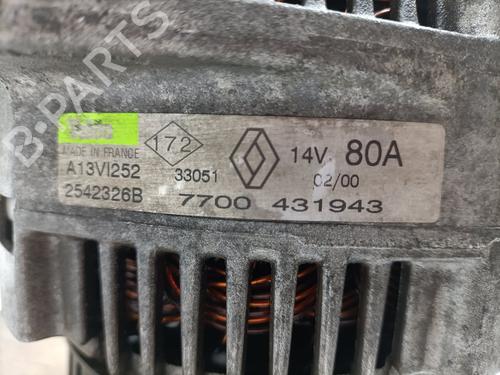 MADE IN FRANCE
A13VI252
2542326B
172
33051
14V. 80A
02/00
7700 431943
B-PARTS